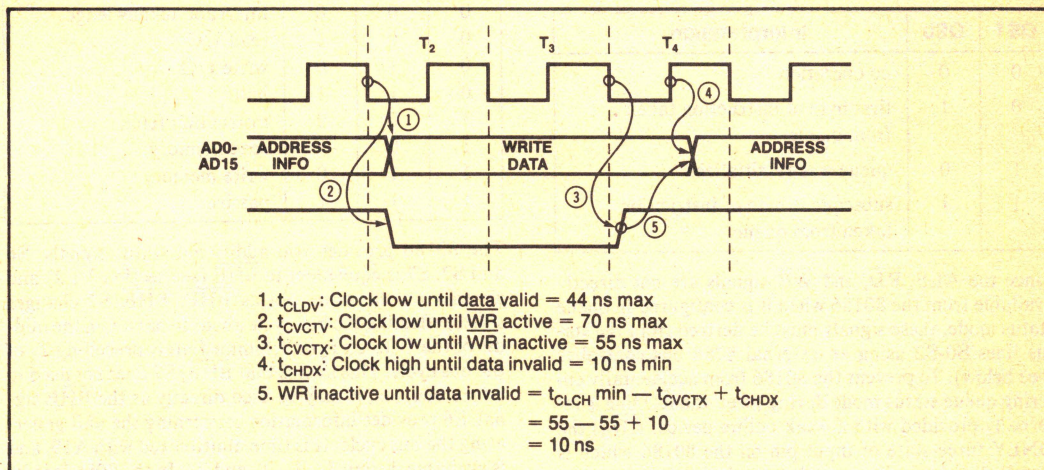 T2 T3 T4
1
AD0-
AD15
ADDRESS
INFO
WRITE
DATA
ADDRESS
INFO
2
3
4
5
1. tCLDV: Clock low until data valid = 44 ns max
2. tCVCTV: Clock low until WR active = 70 ns max
3. tCVCTX: Clock low until WR inactive = 55 ns max
4. tCHDX: Clock high until data invalid = 10 ns min
5. WR inactive until data invalid = tCLCH min — tCVCTX + tCHDX
= 55 — 55 + 10
= 10 ns